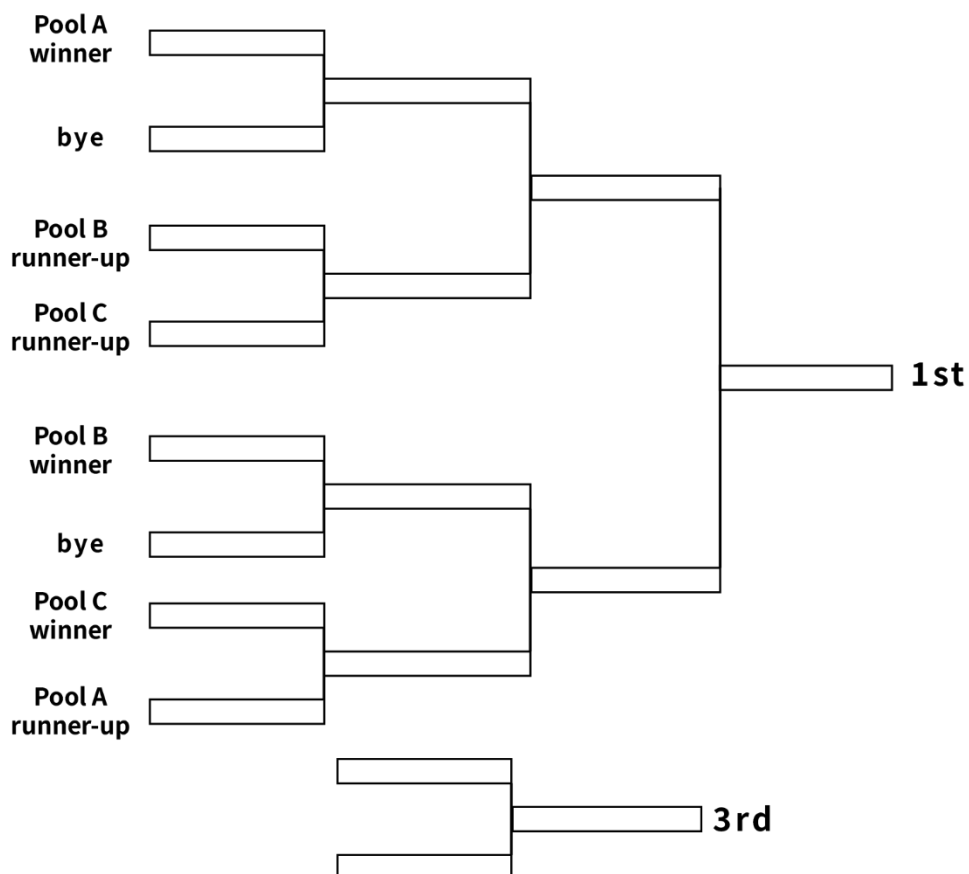 Pool A
winner
bye
Pool B
runner-up
Pool C
runner-up
1st
Pool B
winner
bye
Pool C
winner
Pool A
runner-up
3rd